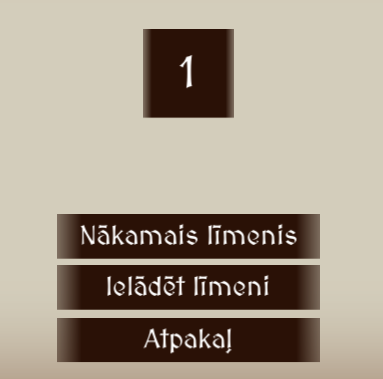 1
Nākamais līmenis
Ielādēt līmeni
Atpakaļ